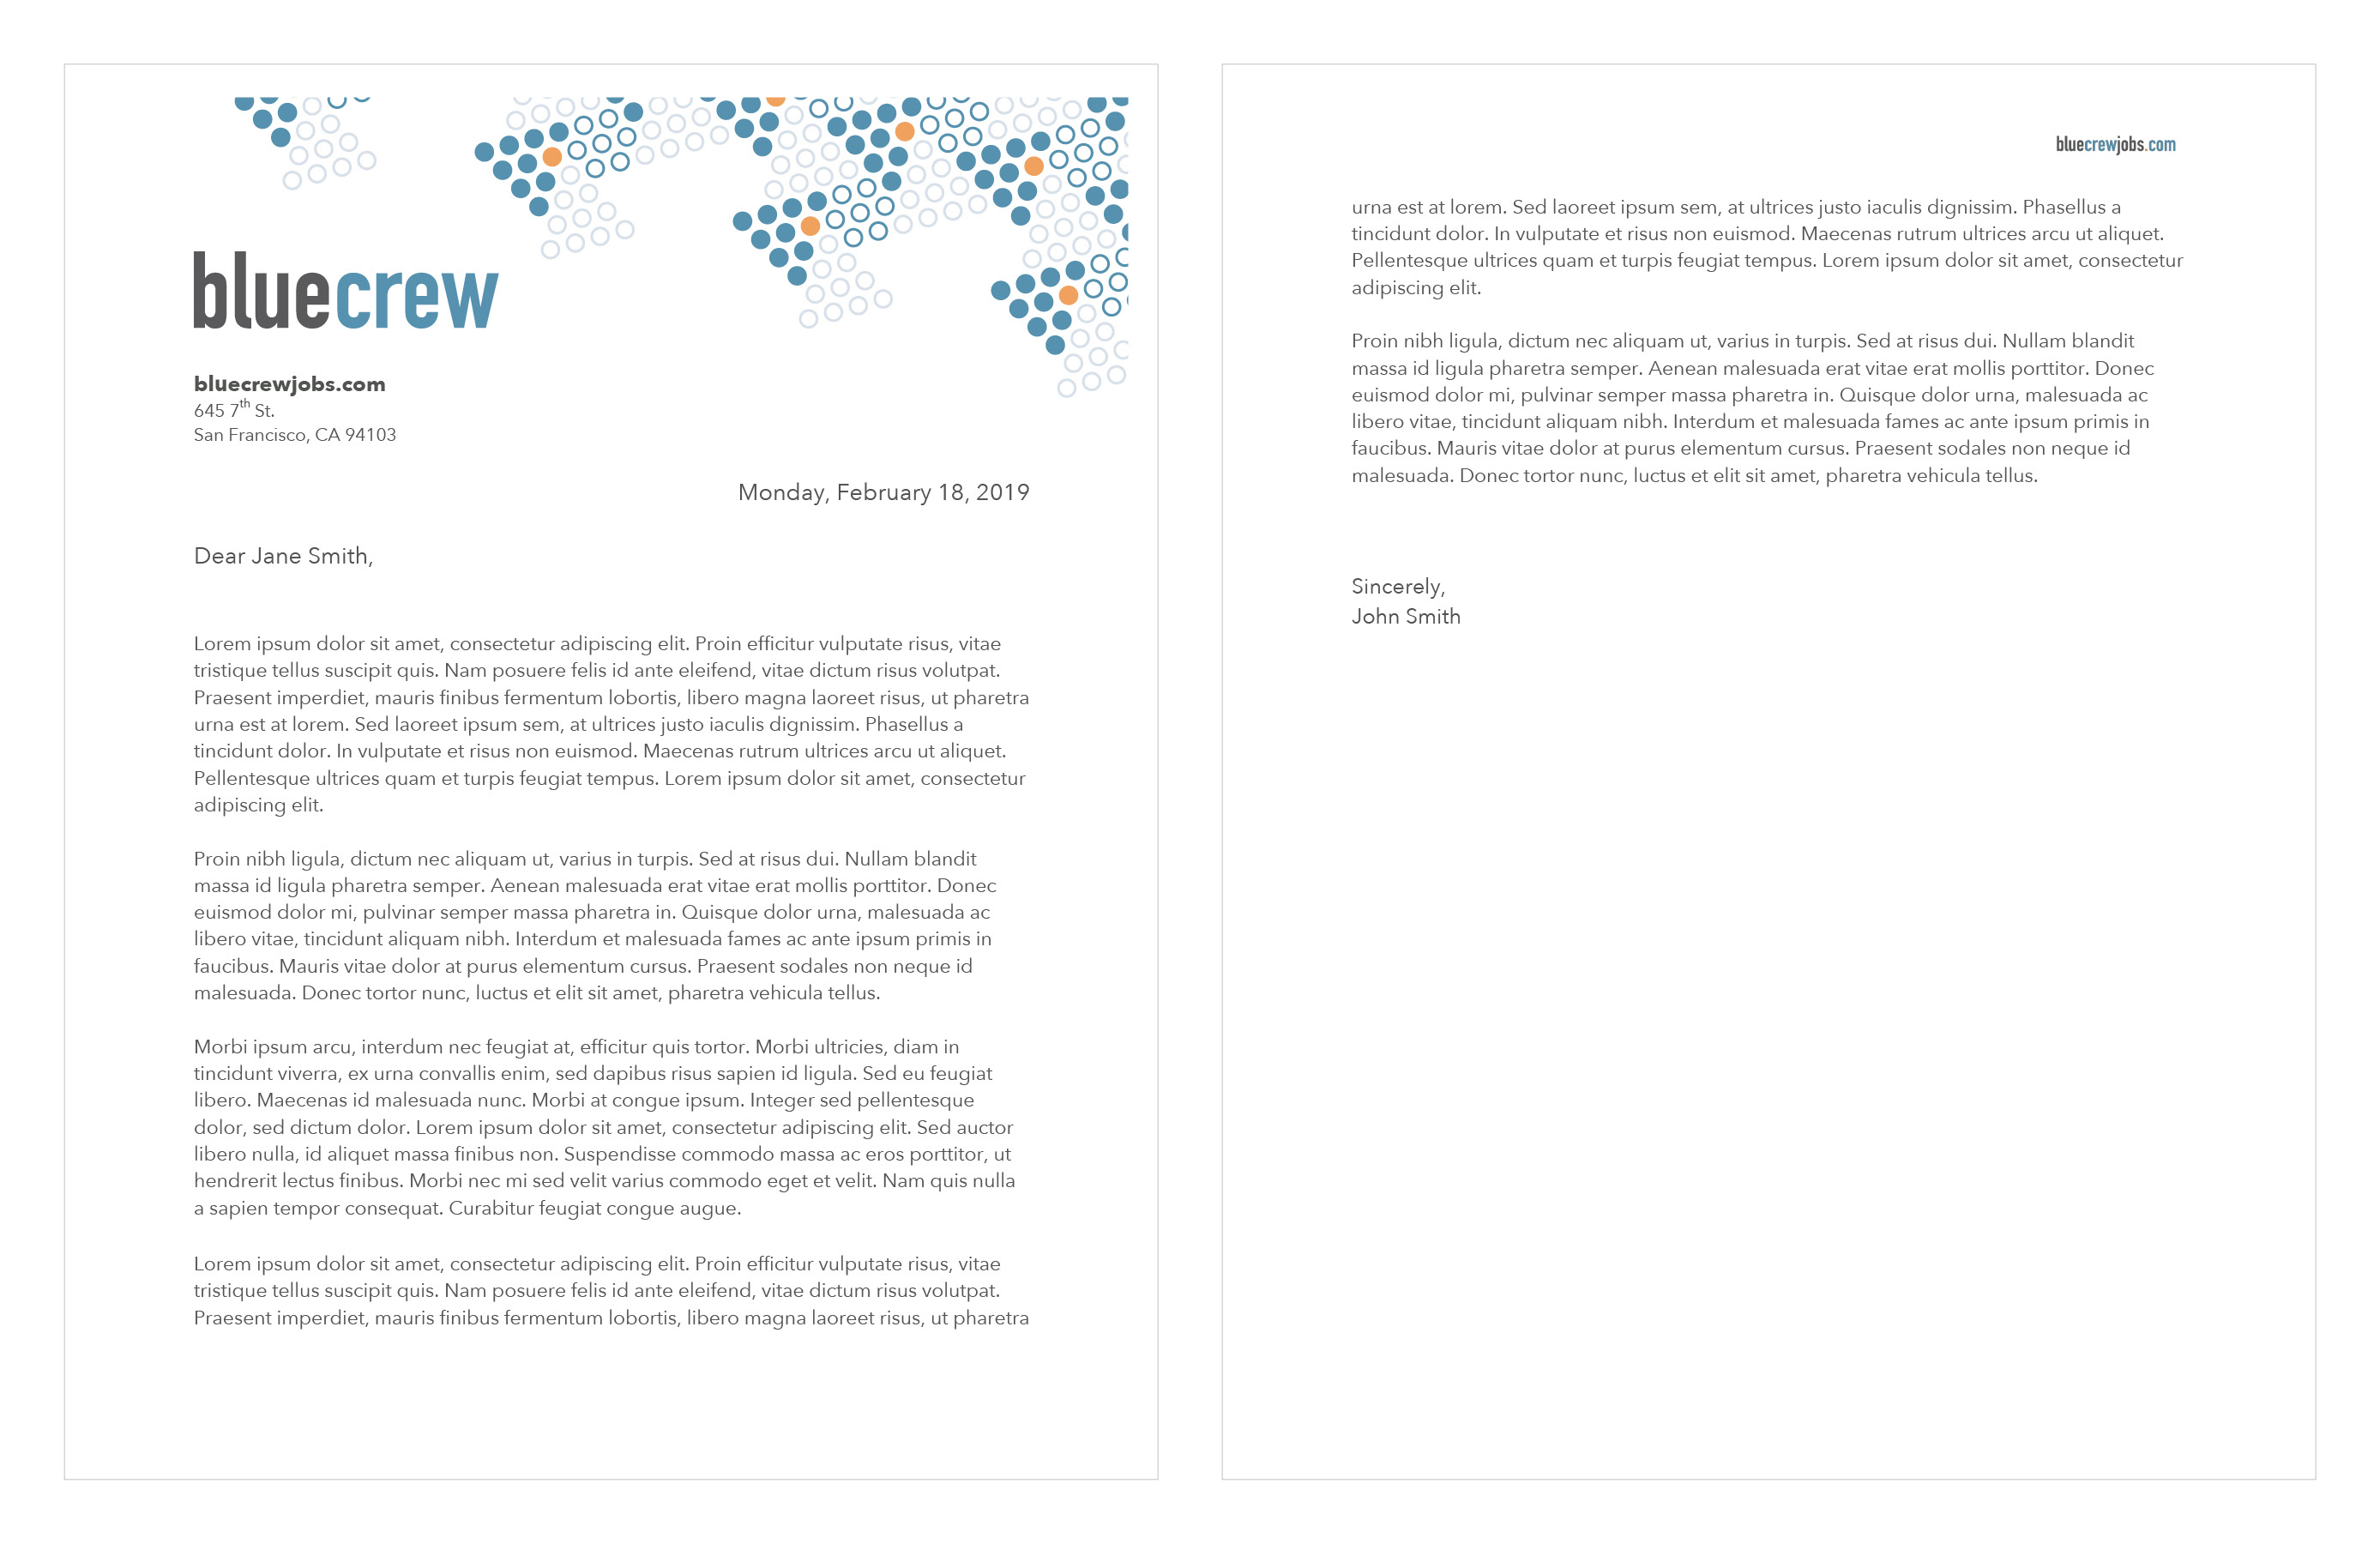 bluecrew
bluecrewjobs.com
645 7th St.
San Francisco, CA 94103
Monday, February 18, 2019
Dear Jane Smith,
Lorem ipsum dolor sit amet, consectetur adipiscing elit. Proin efficitur vulputate risus, vitae
tristique tellus suscipit quis. Nam posuere felis id ante eleifend, vitae dictum risus volutpat.
Praesent imperdiet, mauris finibus fermentum lobortis, libero magna laoreet risus, ut pharetra
urna est at lorem. Sed laoreet ipsum sem, at ultrices justo iaculis dignissim. Phasellus a
tincidunt dolor. In vulputate et risus non euismod. Maecenas rutrum ultrices arcu ut aliquet.
Pellentesque ultrices quam et turpis feugiat tempus. Lorem ipsum dolor sit amet, consectetur
adipiscing elit.
Proin nibh ligula, dictum nec aliquam ut, varius in turpis. Sed at risus dui. Nullam blandit
massa id ligula pharetra semper. Aenean malesuada erat vitae erat mollis porttitor. Donec
euismod dolor mi, pulvinar semper massa pharetra in. Quisque dolor urna, malesuada ac
libero vitae, tincidunt aliquam nibh. Interdum et malesuada fames ac ante ipsum primis in
faucibus. Mauris vitae dolor at purus elementum cursus. Praesent sodales non neque id
malesuada. Donec tortor nunc, luctus et elit sit amet, pharetra vehicula tellus.
Morbi ipsum arcu, interdum nec feugiat at, efficitur quis tortor. Morbi ultricies, diam in
tincidunt viverra, ex urna convallis enim, sed dapibus risus sapien id ligula. Sed eu feugiat
libero. Maecenas id malesuada nunc. Morbi at congue ipsum. Integer sed pellentesque
dolor, sed dictum dolor. Lorem ipsum dolor sit amet, consectetur adipiscing elit. Sed auctor
libero nulla, id aliquet massa finibus non. Suspendisse commodo massa ac eros porttitor, ut
hendrerit lectus finibus. Morbi nec mi sed velit varius commodo eget et velit. Nam quis nulla
a sapien tempor consequat. Curabitur feugiat congue augue.
Lorem ipsum dolor sit amet, consectetur adipiscing elit. Proin efficitur vulputate risus, vitae
tristique tellus suscipit quis. Nam posuere felis id ante eleifend, vitae dictum risus volutpat.
Praesent imperdiet, mauris finibus fermentum lobortis, libero magna laoreet risus, ut pharetra
bluecrewjobs.com
urna est at lorem. Sed laoreet ipsum sem, at ultrices justo iaculis dignissim. Phasellus a
tincidunt dolor. In vulputate et risus non euismod. Maecenas rutrum ultrices arcu ut aliquet.
Pellentesque ultrices quam et turpis feugiat tempus. Lorem ipsum dolor sit amet, consectetur
adipiscing elit.
Proin nibh ligula, dictum nec aliquam ut, varius in turpis. Sed at risus dui. Nullam blandit
massa id ligula pharetra semper. Aenean malesuada erat vitae erat mollis porttitor. Donec
euismod dolor mi, pulvinar semper massa pharetra in. Quisque dolor urna, malesuada ac
libero vitae, tincidunt aliquam nibh. Interdum et malesuada fames ac ante ipsum primis in
faucibus. Mauris vitae dolor at purus elementum cursus. Praesent sodales non neque id
malesuada. Donec tortor nunc, luctus et elit sit amet, pharetra vehicula tellus.
Sincerely,
John Smith